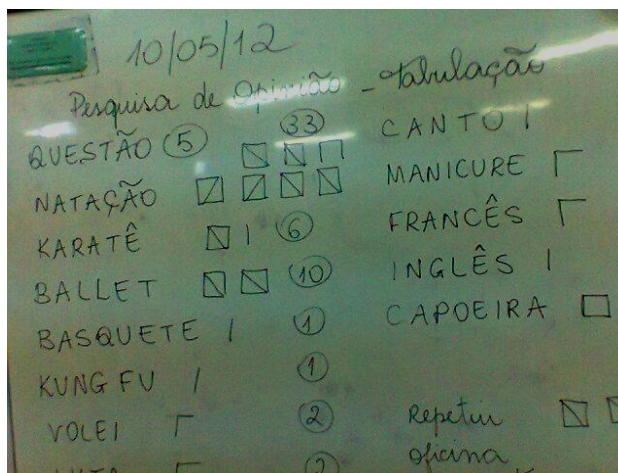 10/05/12
Pesquisa de Opinião - Tabulação
QUESTÃO 5
33
NATAÇÃO
KARATÊ 6
BALLET 10
BASQUETE 1
KUNG FU 1
VOLEI 2
2
CANTO
MANICURE
FRANCÊS
INGLÊS
CAPOEIRA
Repetir
oficina